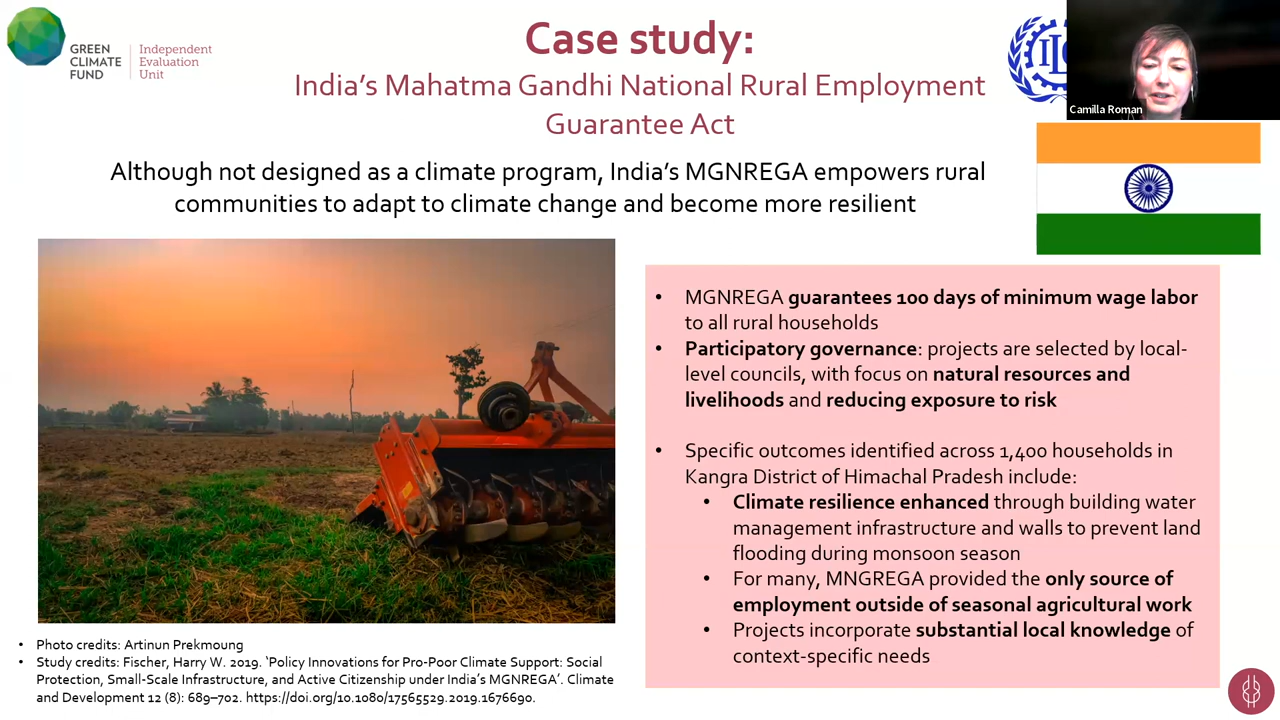 GREEN
CLIMATE
FUND
Independent
Evaluation
Unit
Case study:
India's Mahatma Gandhi National Rural Employment
Guarantee Act
Camilla Roman
Although not designed as a climate program, India's MGNREGA empowers rural
communities to adapt to climate change and become more resilient
• MGNREGA guarantees 100 days of minimum wage labor
to all rural households
• Participatory governance: projects are selected by local-
level councils, with focus on natural resources and
livelihoods and reducing exposure to risk
• Specific outcomes identified across 1,400 households in
Kangra District of Himachal Pradesh include:
• Climate resilience enhanced through building water
management infrastructure and walls to prevent land
flooding during monsoon season
• For many, MNGREGA provided the only source of
employment outside of seasonal agricultural work
• Projects incorporate substantial local knowledge of
context-specific needs
• Photo credits: Artinun Prekmoung
• Study credits: Fischer, Harry W. 2019. 'Policy Innovations for Pro-Poor Climate Support: Social
Protection, Small-Scale Infrastructure, and Active Citizenship under India's MGNREGA'. Climate
and Development 12 (8): 689–702. https://doi.org/10.1080/17565529.2019.1676690.